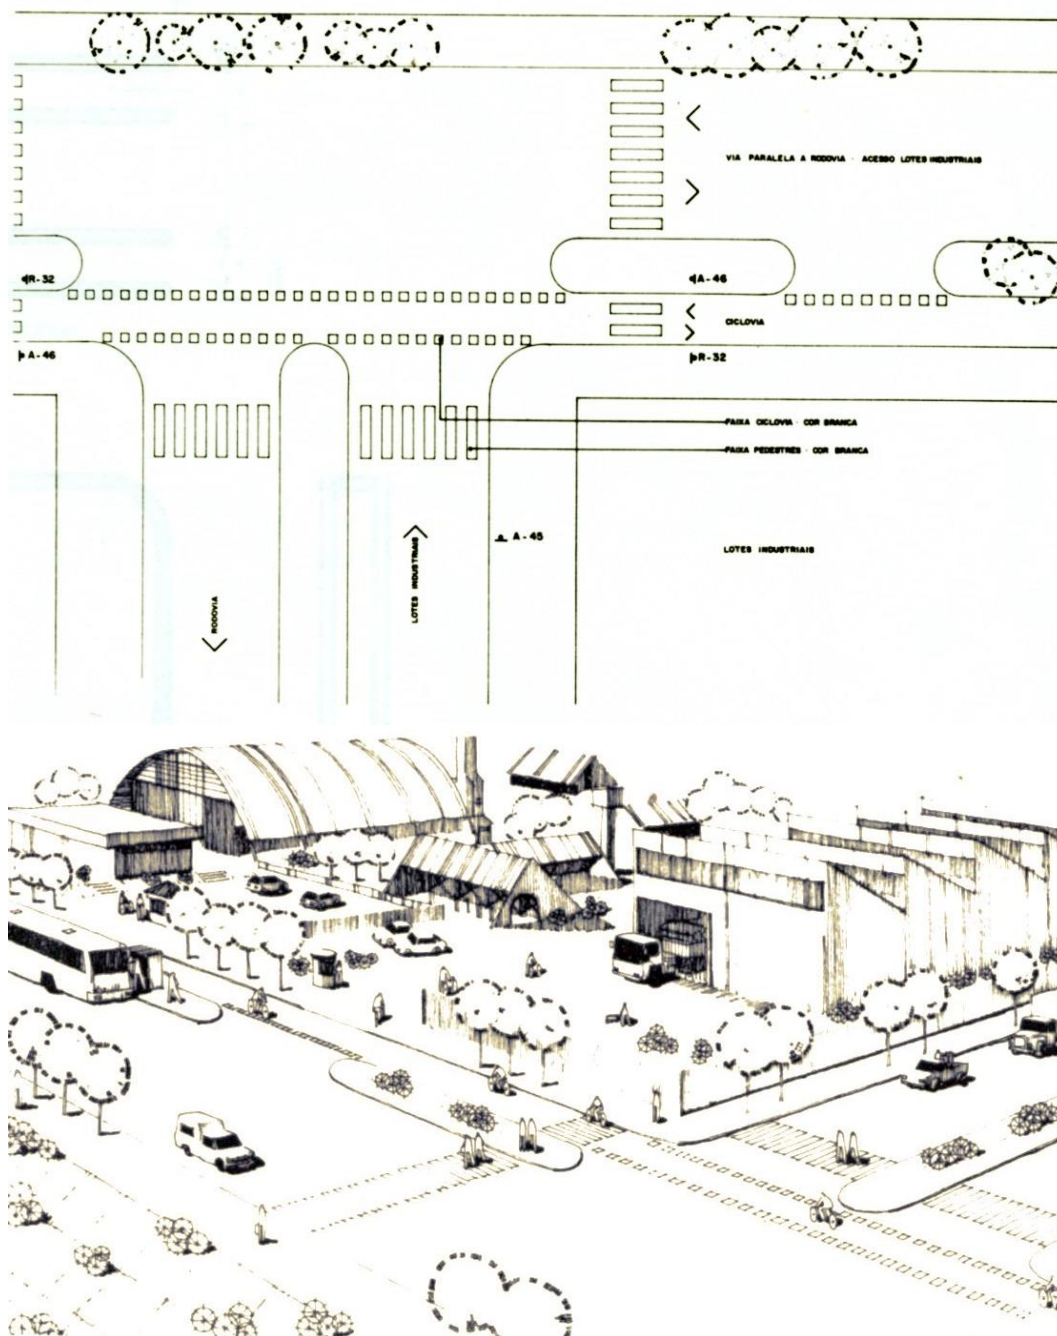 VIA PARALELA A RODOVIA - ACESSO LOTES INDUSTRIAIS
R-32
A-46
CICLOVIA
A-46
R-32
FAIXA CICLOVIA - COR BRANCA
FAIXA PEDESTRES - COR BRANCA
A-45
LOTES INDUSTRIAIS
RODOVIA
LOTES INDUSTRIAIS